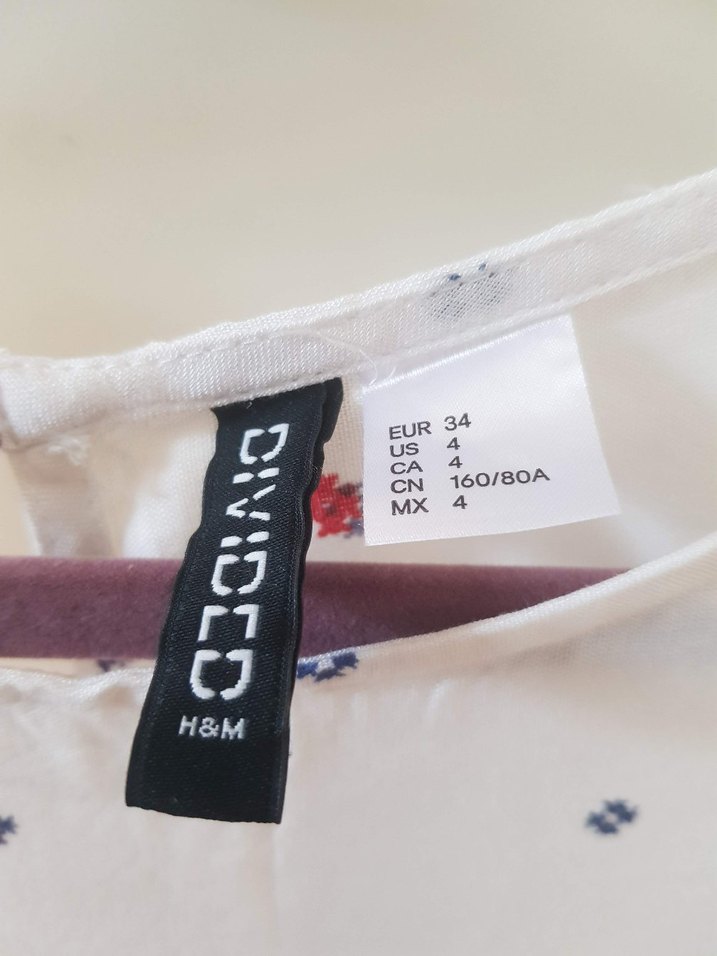 DIVIDED
H&M
EUR 34
US 4
CA 4
CN 160/80A
MX 4